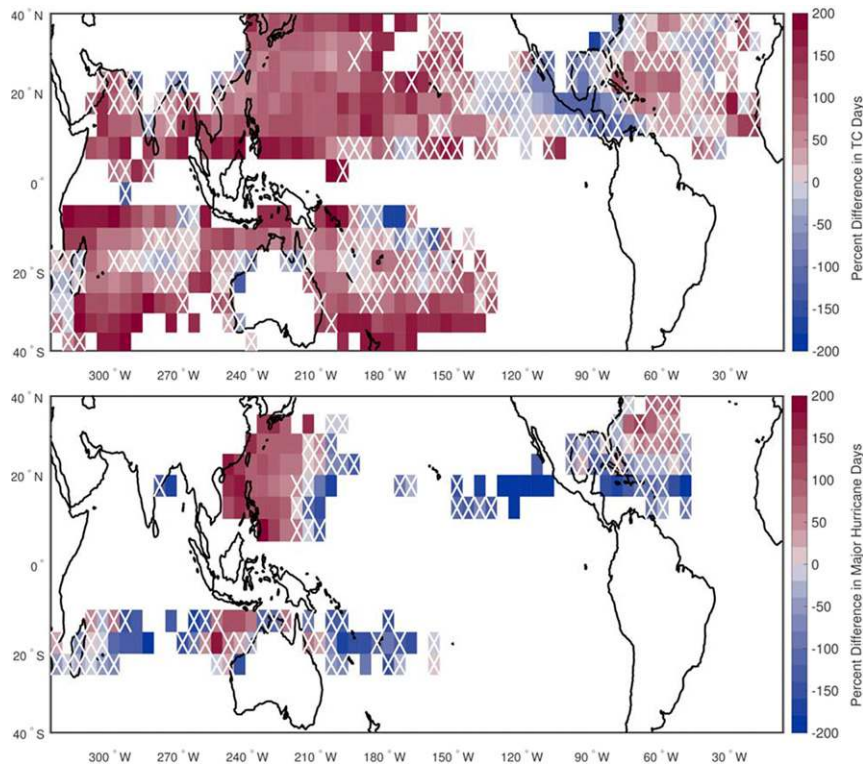 40° N
20° N
0°
20° S
40° S
300° W 270° W 240° W 210° W 180° W 150° W 120° W 90° W 60° W 30° W
200
150
100
50
0
-50
-100
-150
-200
Percent Difference in TC Days
40° N
20° N
0°
20° S
40° S
300° W 270° W 240° W 210° W 180° W 150° W 120° W 90° W 60° W 30° W
200
150
100
50
0
-50
-100
-150
-200
Percent Difference in Major Hurricane Days